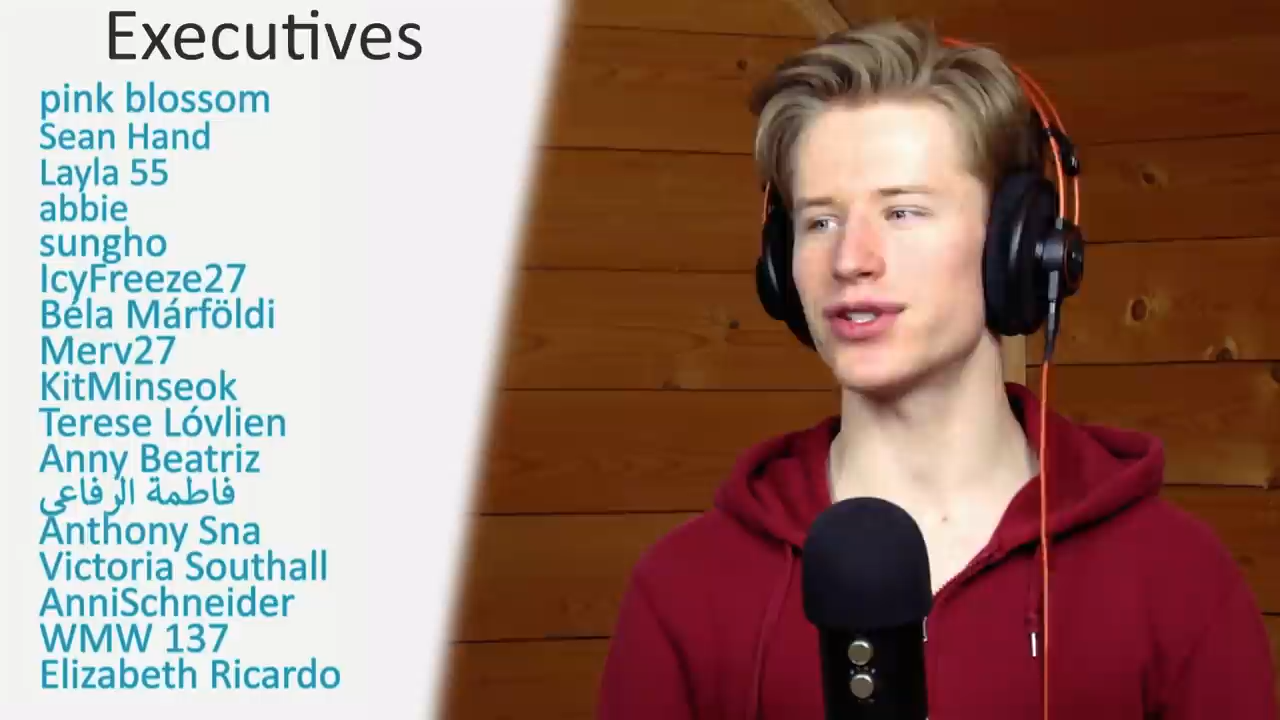 Executives
pink blossom
Sean Hand
Layla 55
abbie
sungho
IcyFreeze27
Béla Márföldi
Merv27
KitMinseok
Terese Lóvlien
Anny Beatriz
فاطمة الرفاعي
Anthony Sna
Victoria Southall
AnniSchneider
WMW 137
Elizabeth Ricardo